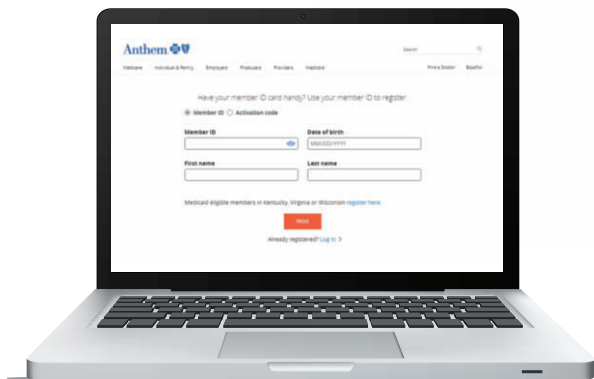 Anthem
Search
Medicare Individual & Family Employers Producers Providers Medicaid Find a Doctor Español
Have your member ID card handy? Use your member ID to register.
Member ID Activation code
Member ID Date of birth
MM/DD/YYYY
First name Last name
Medicaid eligible members in Kentucky, Virginia or Wisconsin register here.
Next
Already registered? Log in >